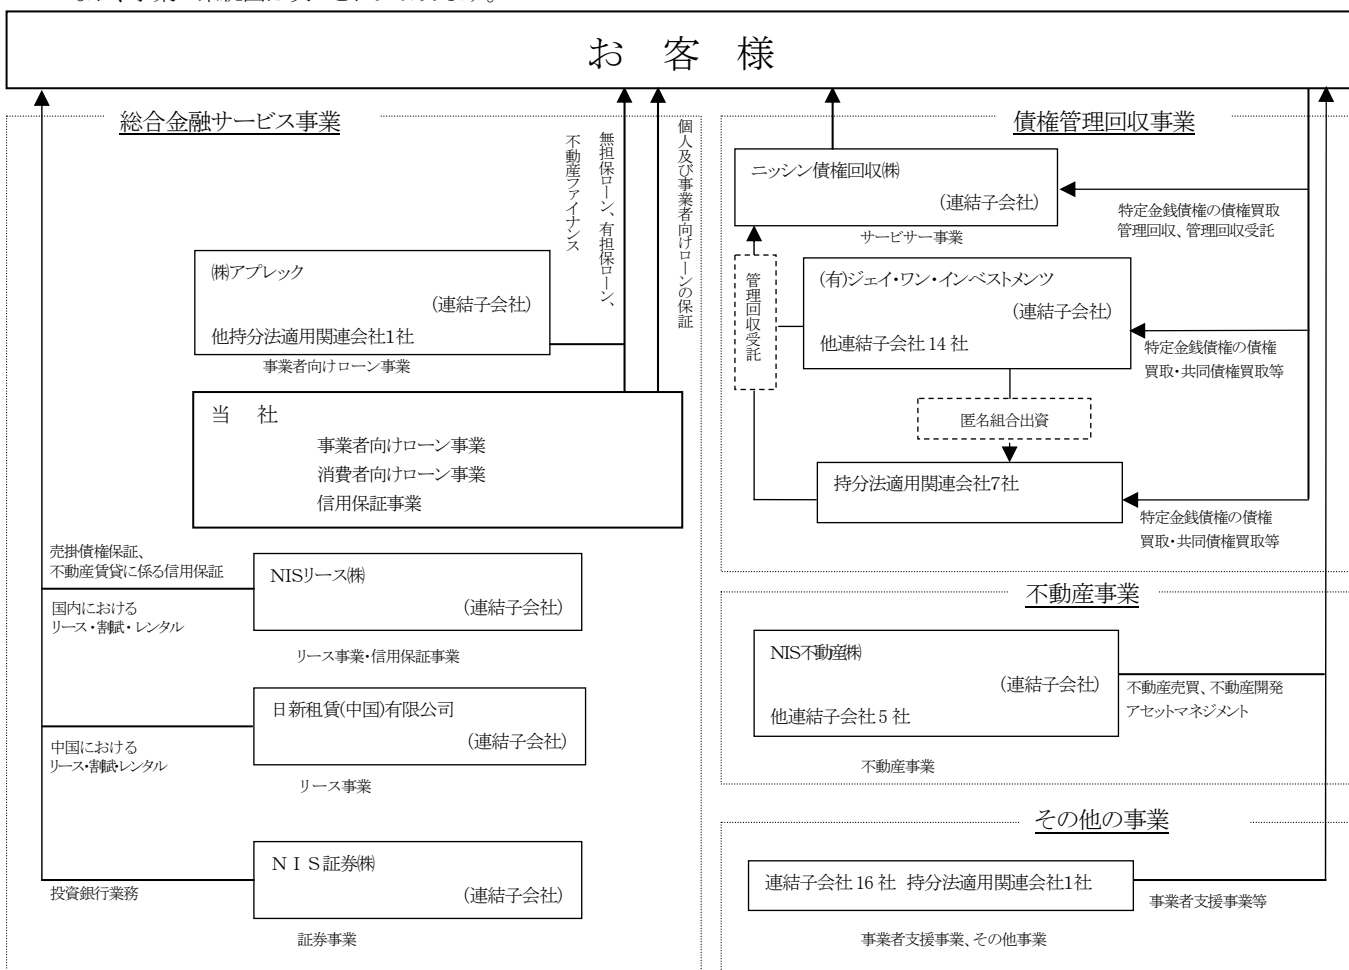 お 客 様
総合金融サービス事業
不動産ファイナンス
無担保ローン、有担保ローン、
個人及び事業者向けローンの保証
㈱アプレック
(連結子会社)
他持分法適用関連会社1社
事業者向けローン事業
当 社
事業者向けローン事業
消費者向けローン事業
信用保証事業
売掛債権保証、
不動産賃貸に係る信用保証
国内における
リース・割賦・レンタル
NISリース㈱
(連結子会社)
リース事業・信用保証事業
日新租賃(中国)有限公司
(連結子会社)
中国における
リース・割賦・レンタル
リース事業
NIS証券㈱
(連結子会社)
投資銀行業務
証券事業
債権管理回収事業
ニッシン債権回収㈱
(連結子会社)
サービサー事業
特定金銭債権の債権買取
管理回収、管理回収受託
管理回収受託
(有)ジェイ・ワン・インベストメンツ
(連結子会社)
他連結子会社 14 社
特定金銭債権の債権
買取・共同債権買取等
匿名組合出資
持分法適用関連会社7社
特定金銭債権の債権
買取・共同債権買取等
不動産事業
NIS不動産㈱
(連結子会社)
他連結子会社 5 社
不動産売買、不動産開発
アセットマネジメント
不動産事業
その他の事業
連結子会社 16 社 持分法適用関連会社1社
事業者支援事業等
事業者支援事業、その他事業